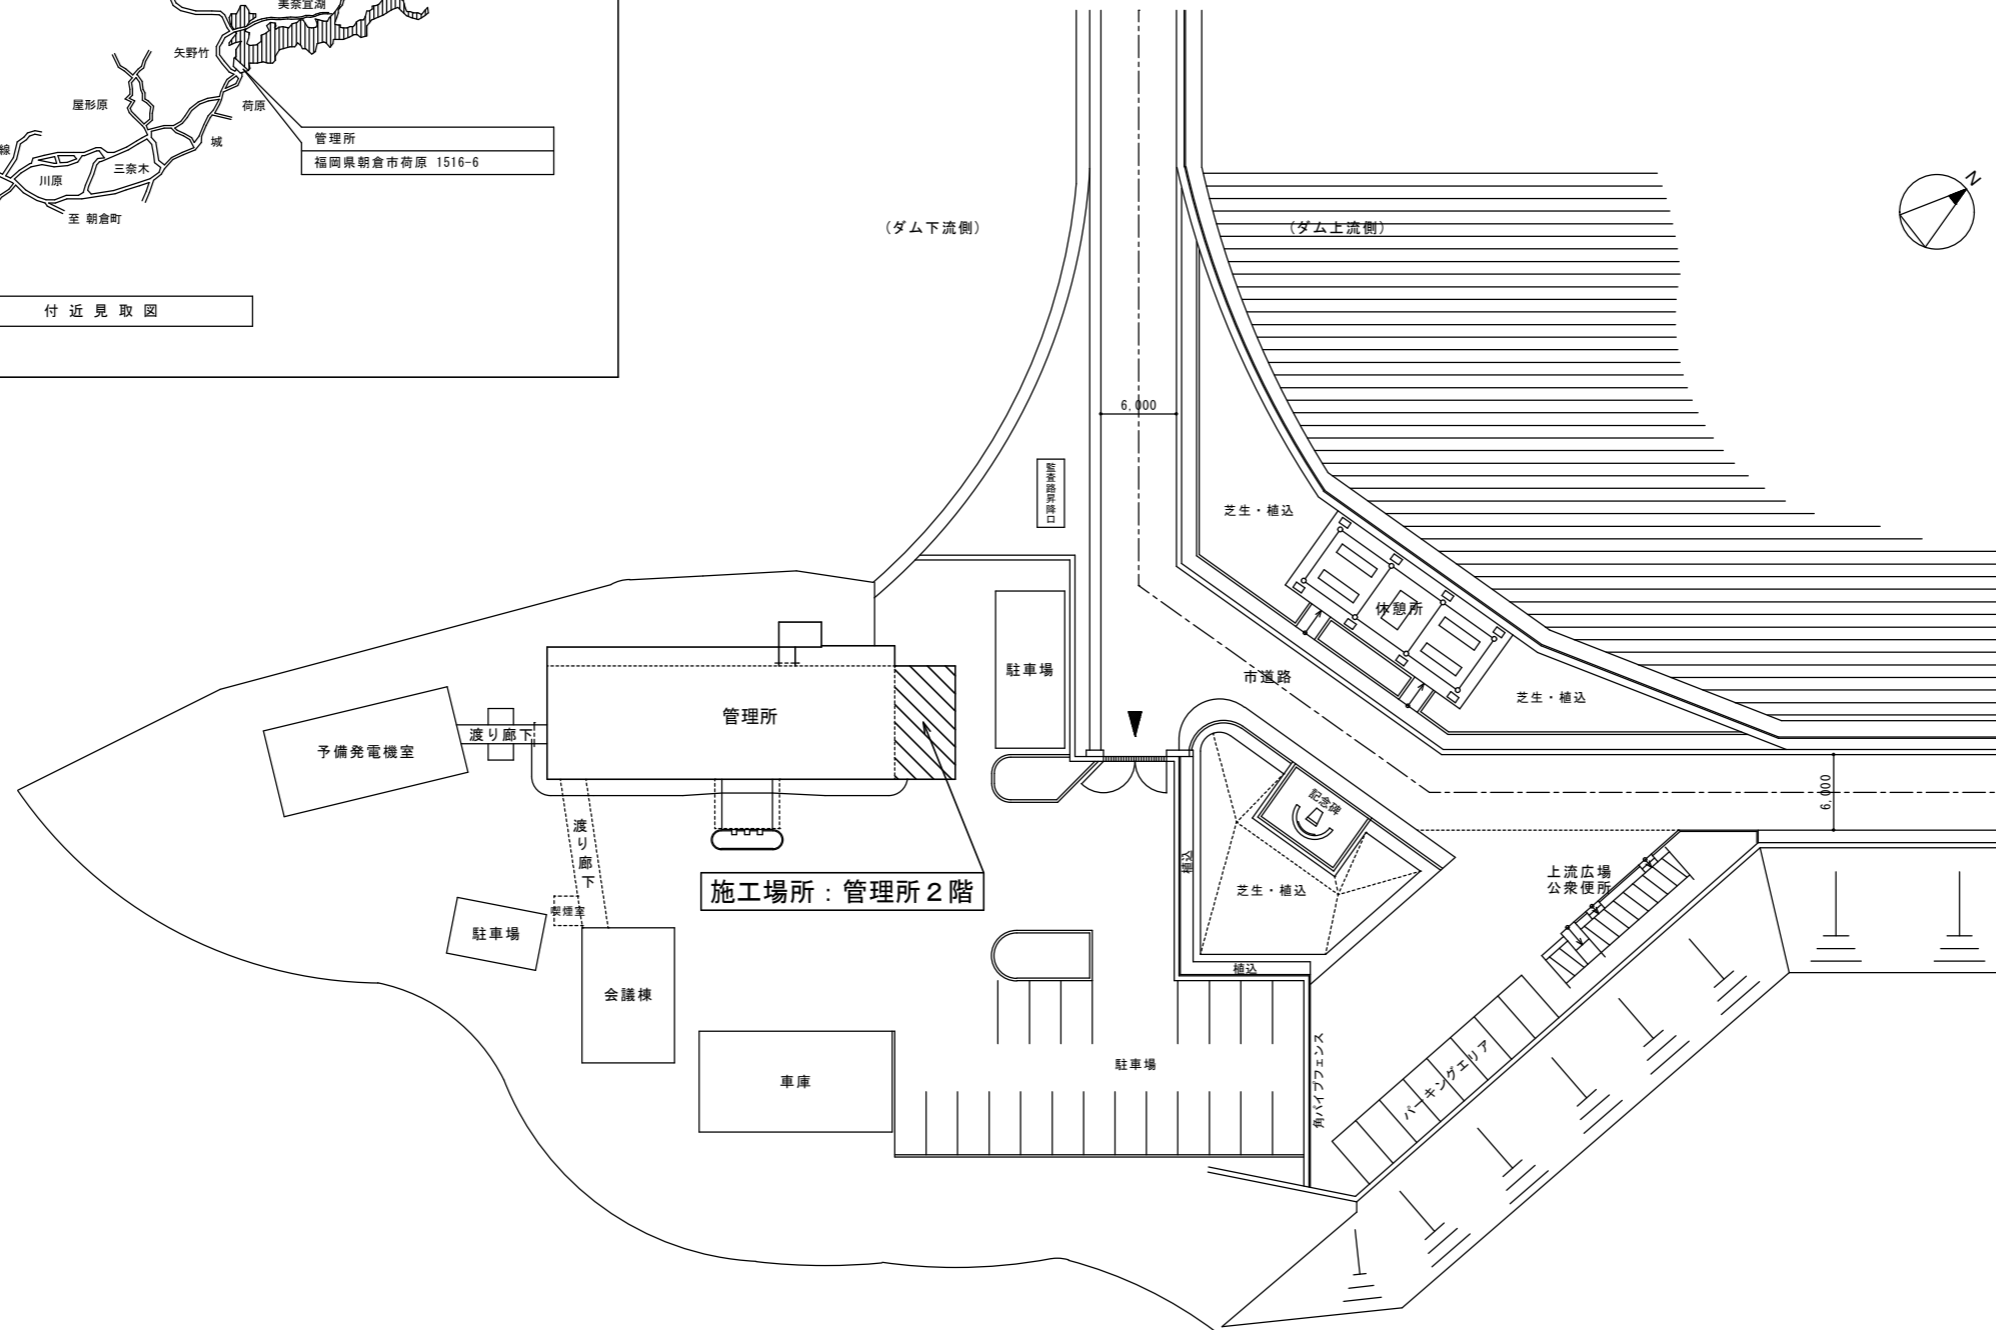 美奈宜湖
矢野竹
屋形原
荷原
城
線
川原
三奈木
至 朝倉町
管理所
福岡県朝倉市荷原 1516-6
付近見取図
(ダム下流側)
(ダム上流側)
N
6,000
監査路昇降口
芝生・植込
休憩所
芝生・植込
市道路
駐車場
管理所
渡り廊下
予備発電機室
渡り廊下
施工場所：管理所２階
喫煙室
駐車場
会議棟
車庫
駐車場
記念碑
植込
芝生・植込
植込
角パイプフェンス
6,000
上流広場
公衆便所
パーキングエリア